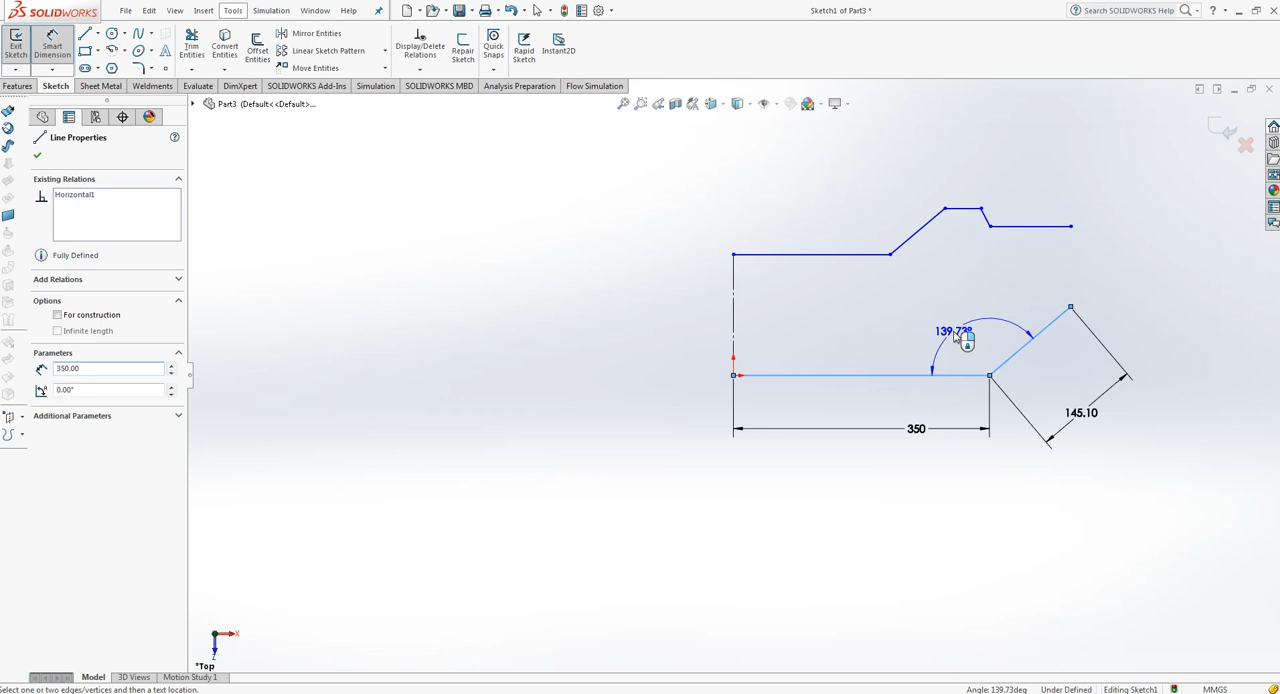 SOLIDWORKS File Edit View Insert Tools Simulation Window Help Sketch1 of Part3 * Search SOLIDWORKS Help
Exit Sketch
Smart Dimension
Trim Entities
Convert Entities
Offset Entities
Mirror Entities
Linear Sketch Pattern
Move Entities
Display/Delete Relations
Repair Sketch
Quick Snaps
Rapid Sketch
Instant2D
Features Sketch Sheet Metal Weldments Evaluate DimXpert SOLIDWORKS Add-Ins Simulation SOLIDWORKS MBD Analysis Preparation Flow Simulation
Part3 (Default<<Default>...
Line Properties
Existing Relations
Horizontal1
Fully Defined
Add Relations
Options
For construction
Infinite length
Parameters
350.00
0.00°
Additional Parameters
139.73°
145.10
350
X
Z
*Top
Model 3D Views Motion Study 1
Select one or two edges/vertices and then a text location. Angle: 139.73deg Under Defined Editing Sketch1 MMGS